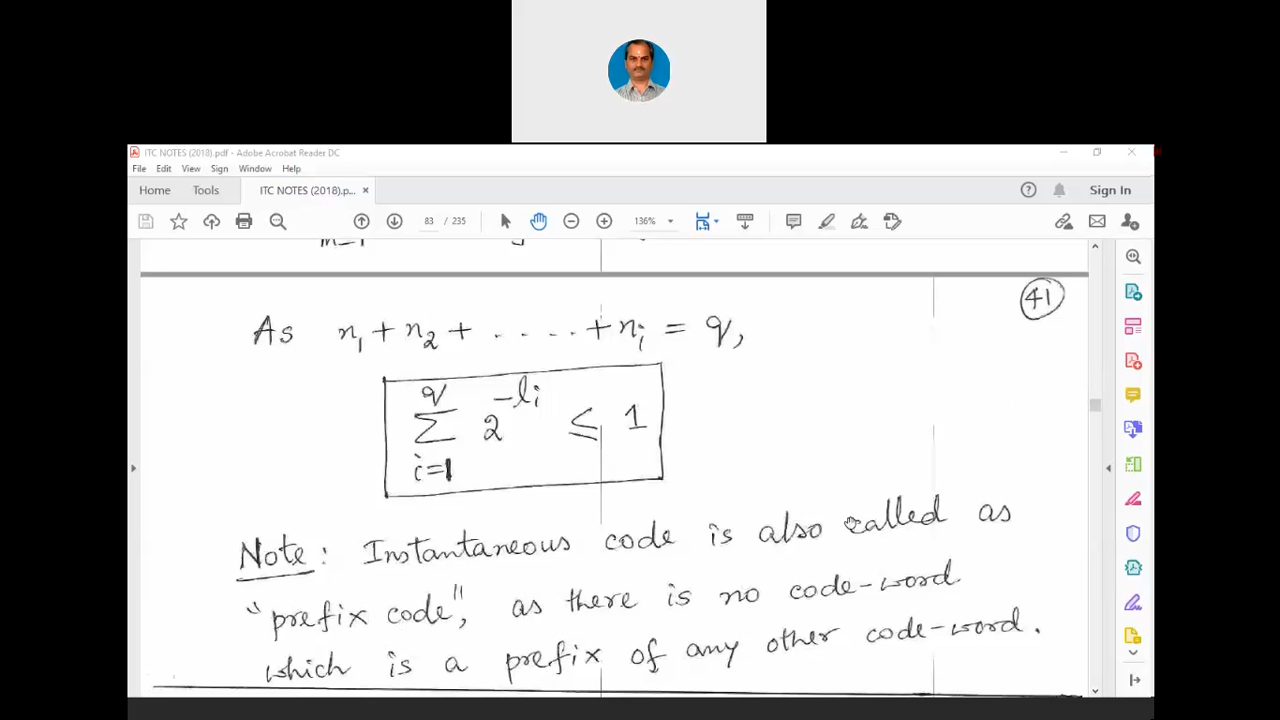 ITC NOTES (2018).pdf - Adobe Acrobat Reader DC
File Edit View Sign Window Help
Home Tools ITC NOTES (2018).p... × Sign In
83 / 235 136%
41
As n₁ + n₂ + ..... + nᵢ = q,
q
∑ 2^-lᵢ ≤ 1
i=1
Note: Instantaneous code is also called as
"prefix code", as there is no code-word
which is a prefix of any other code-word.